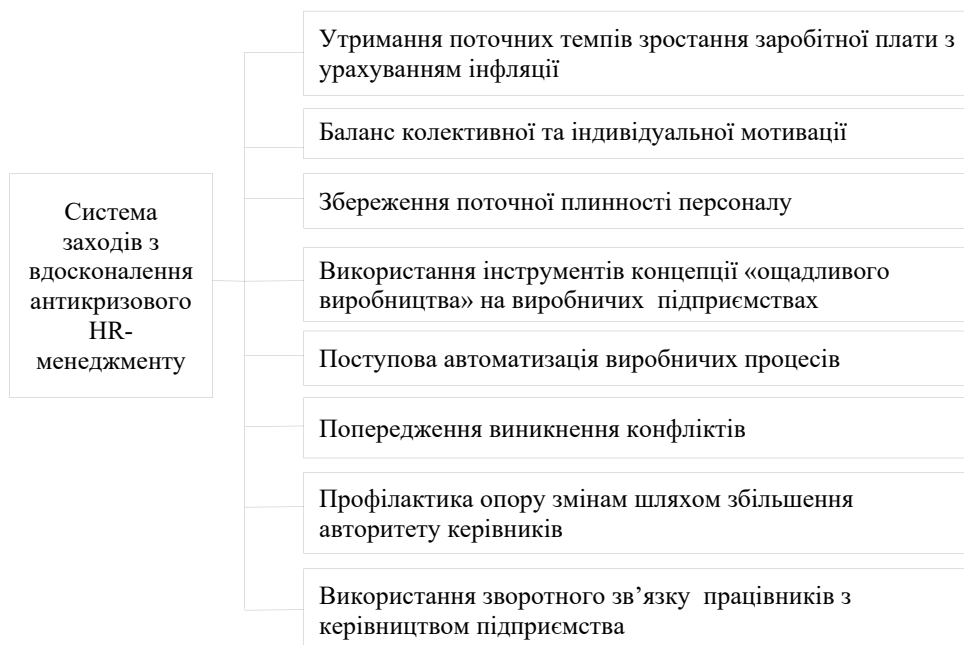 Утримання поточних темпів зростання заробітної плати з
урахуванням інфляції
Баланс колективної та індивідуальної мотивації
Система
заходів з
вдосконалення
антикризового
HR-
менеджменту
Збереження поточної плинності персоналу
Використання інструментів концепції «ощадливого
виробництва» на виробничих підприємствах
Поступова автоматизація виробничих процесів
Попередження виникнення конфліктів
Профілактика опору змінам шляхом збільшення
авторитету керівників
Використання зворотного зв’язку працівників з
керівництвом підприємства